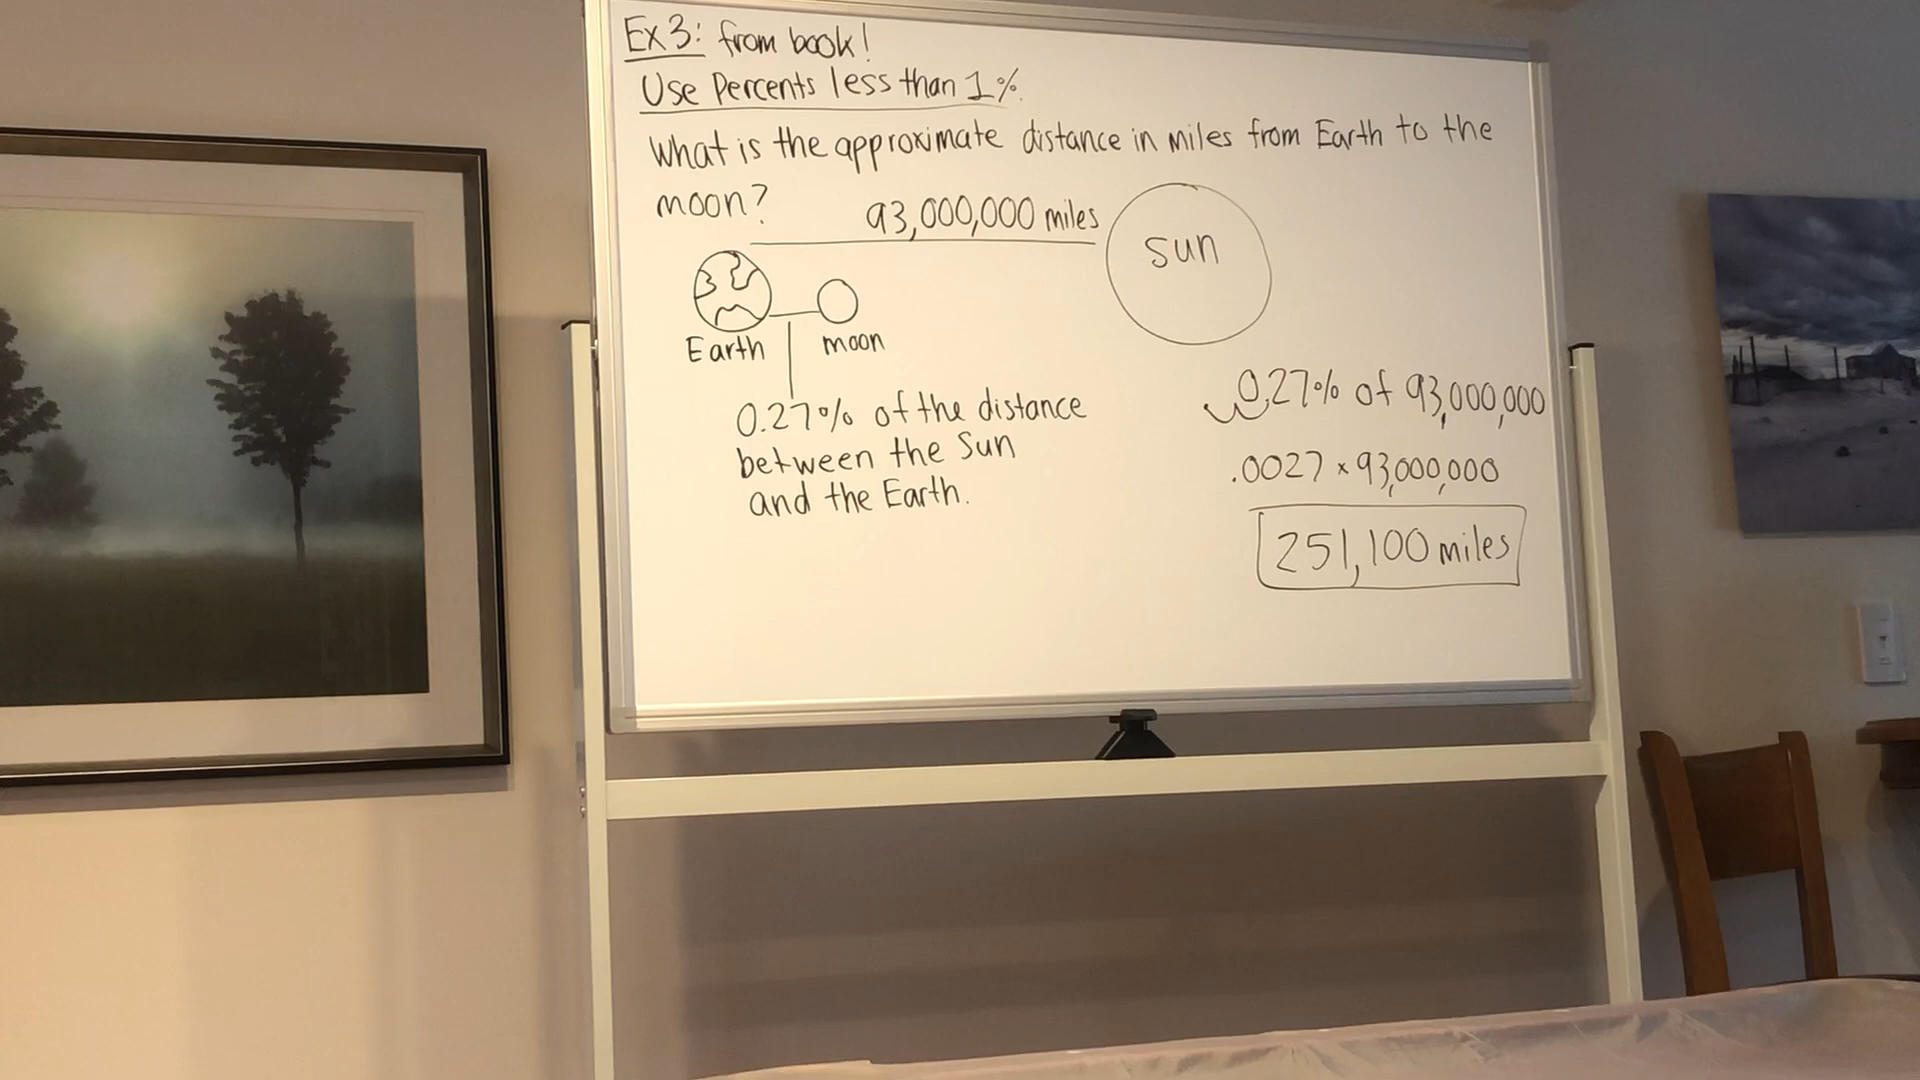 Ex3: from book!
Use Percents less than 1%.
What is the approximate distance in miles from Earth to the
moon?
93,000,000 miles
sun
Earth
moon
0.27% of the distance
between the Sun
and the Earth.
0.27% of 93,000,000
.0027 × 93,000,000
251,100 miles